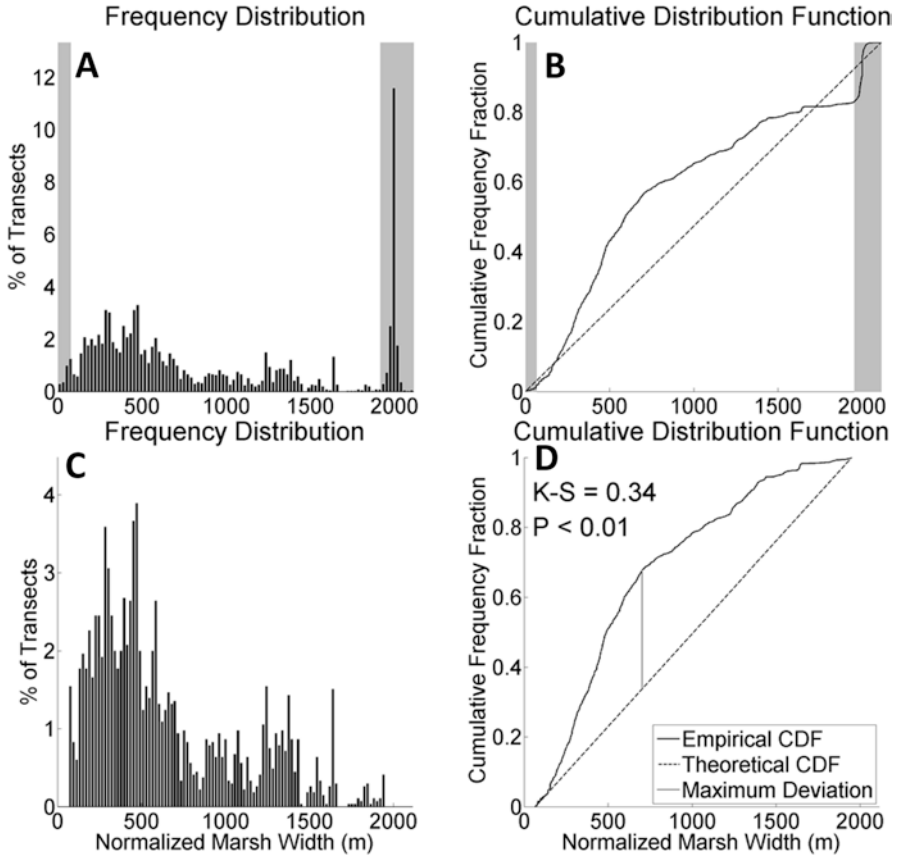 Frequency Distribution
A
% of Transects
12
10
8
6
4
2
0
0 500 1000 1500 2000
Cumulative Distribution Function
B
Cumulative Frequency Fraction
1
0.8
0.6
0.4
0.2
0
0 500 1000 1500 2000
Frequency Distribution
C
% of Transects
4
3
2
1
0
0 500 1000 1500 2000
Normalized Marsh Width (m)
Cumulative Distribution Function
D
K-S = 0.34
P < 0.01
Cumulative Frequency Fraction
1
0.8
0.6
0.4
0.2
0
Empirical CDF
Theoretical CDF
Maximum Deviation
0 500 1000 1500 2000
Normalized Marsh Width (m)